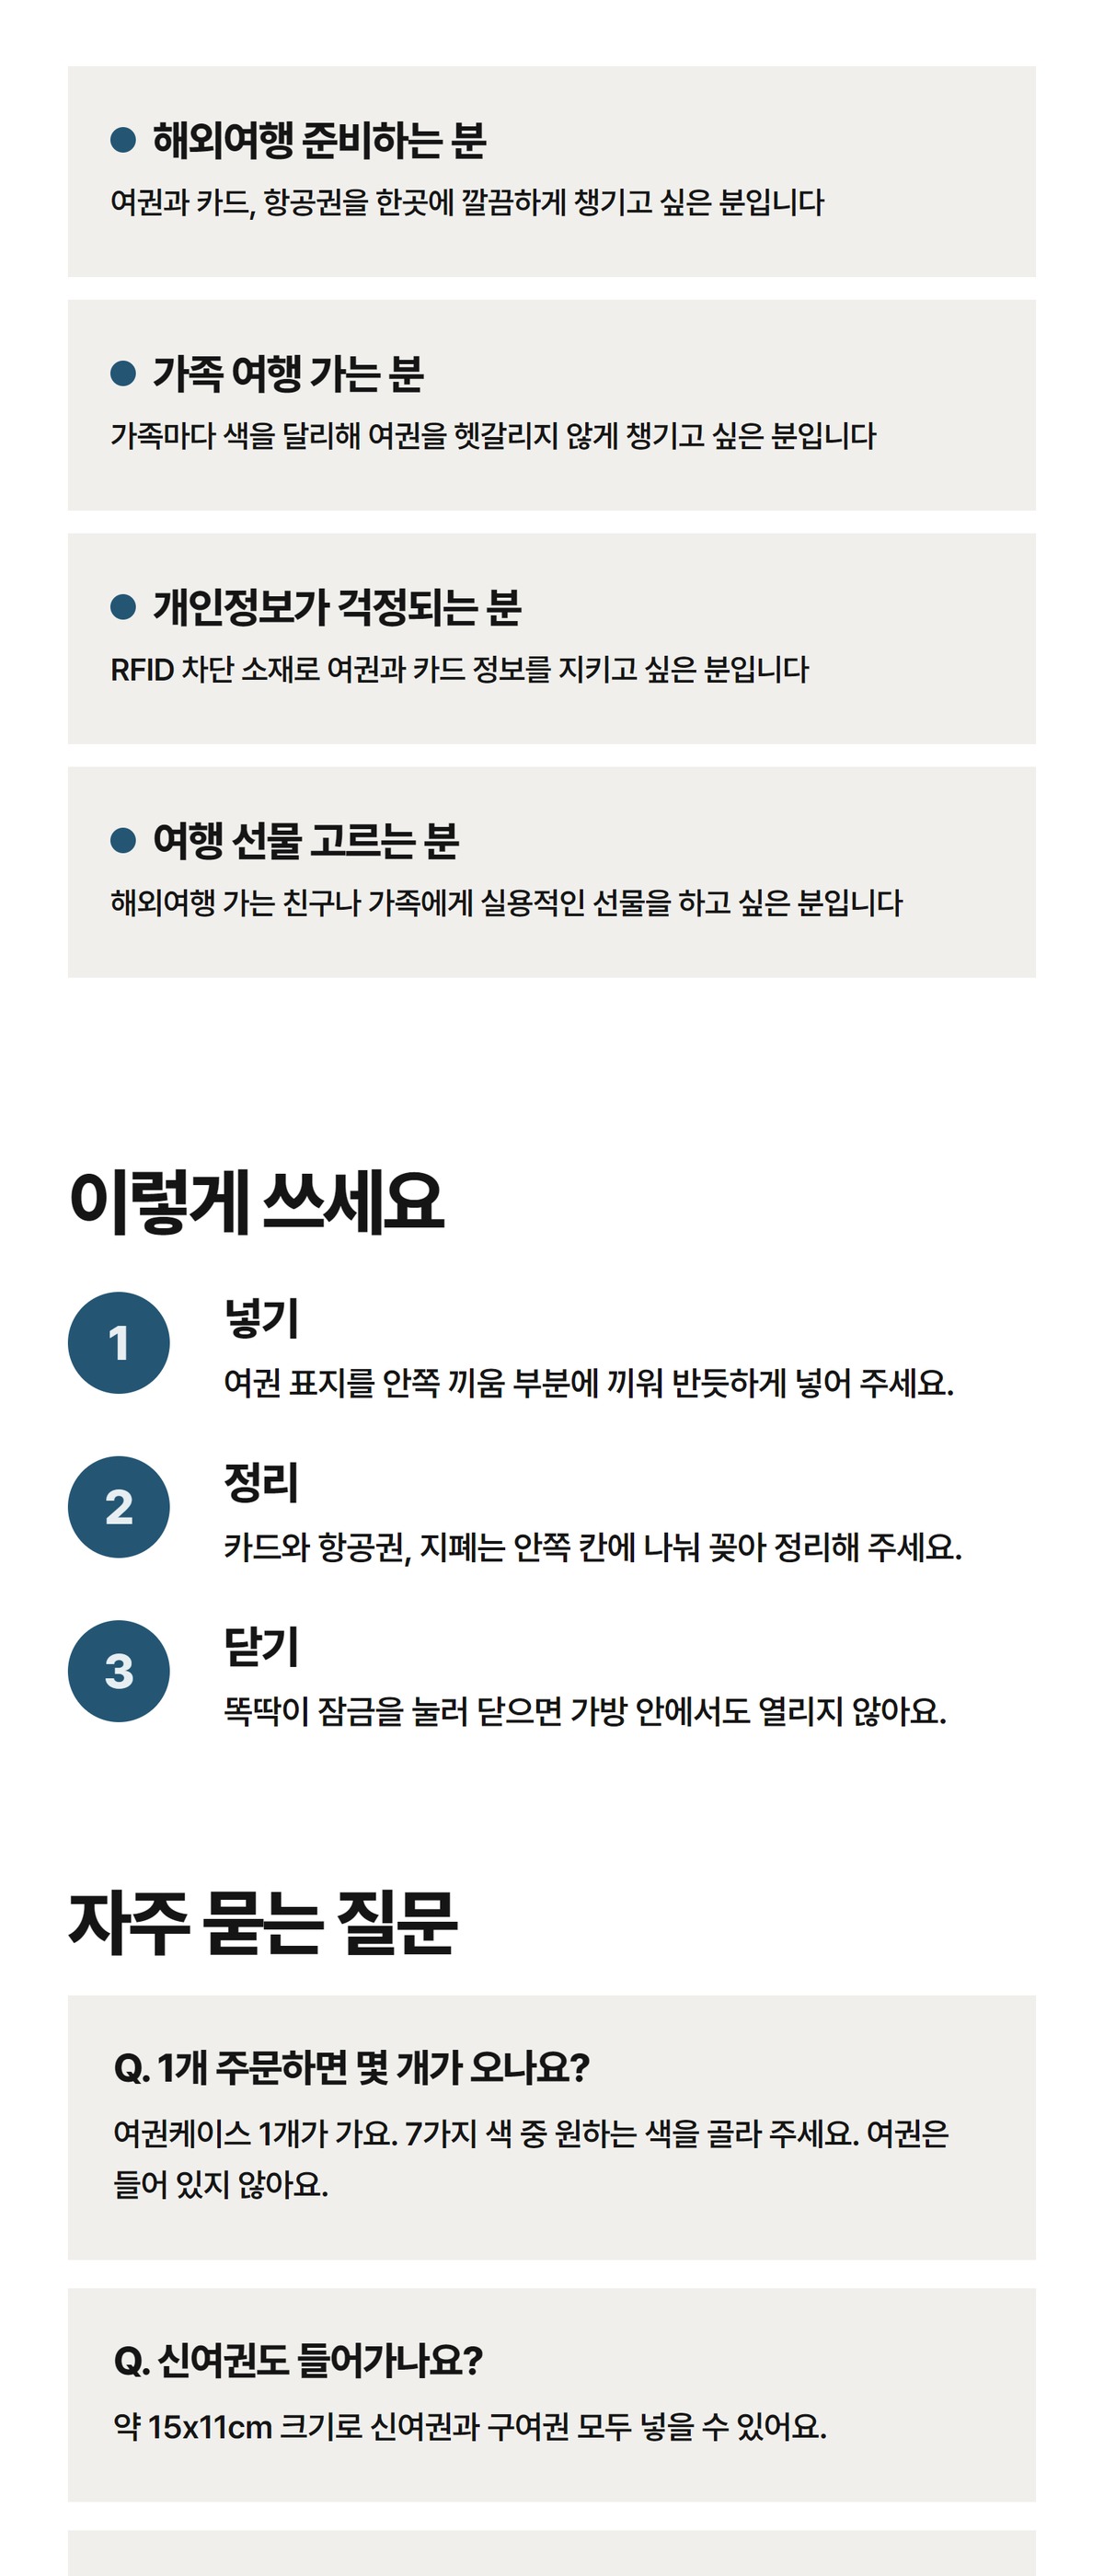 해외여행 준비하는 분
여권과 카드, 항공권을 한곳에 깔끔하게 챙기고 싶은 분입니다
가족 여행 가는 분
가족마다 색을 달리해 여권을 헷갈리지 않게 챙기고 싶은 분입니다
개인정보가 걱정되는 분
RFID 차단 소재로 여권과 카드 정보를 지키고 싶은 분입니다
여행 선물 고르는 분
해외여행 가는 친구나 가족에게 실용적인 선물을 하고 싶은 분입니다
이렇게 쓰세요
1
넣기
여권 표지를 안쪽 끼움 부분에 끼워 반듯하게 넣어 주세요.
2
정리
카드와 항공권, 지폐는 안쪽 칸에 나눠 꽂아 정리해 주세요.
3
닫기
똑딱이 잠금을 눌러 닫으면 가방 안에서도 열리지 않아요.
자주 묻는 질문
Q. 1개 주문하면 몇 개가 오나요?
여권케이스 1개가 가요. 7가지 색 중 원하는 색을 골라 주세요. 여권은
들어 있지 않아요.
Q. 신여권도 들어가나요?
약 15x11cm 크기로 신여권과 구여권 모두 넣을 수 있어요.